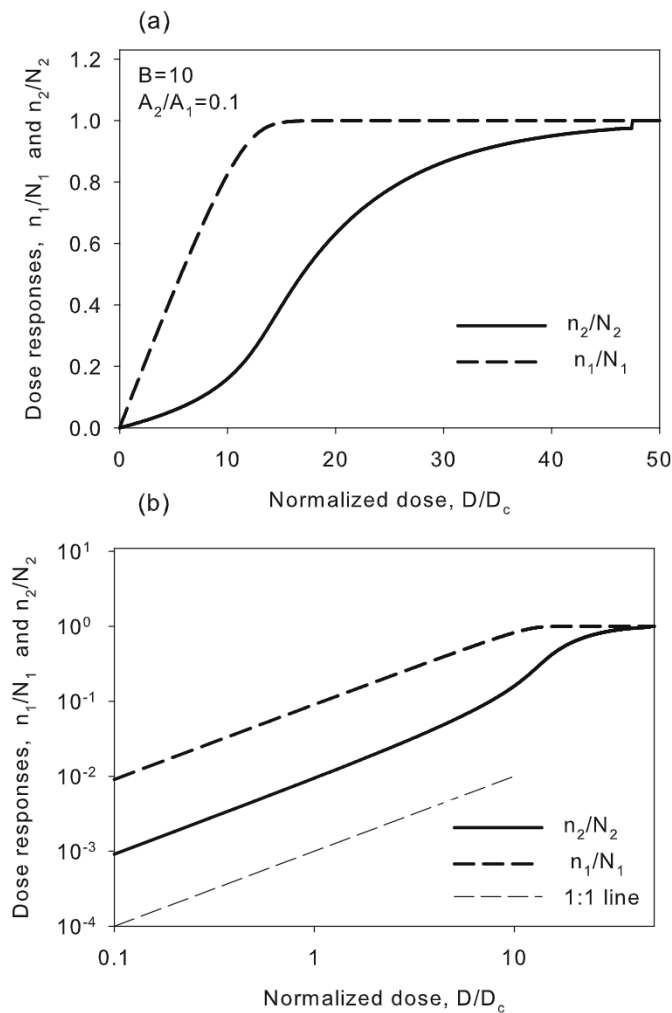 (a)
Dose responses, n₁/N₁ and n₂/N₂
1.2
1.0
0.8
0.6
0.4
0.2
0.0
B=10
A₂/A₁=0.1
n₂/N₂
n₁/N₁
0 10 20 30 40 50
Normalized dose, D/D_c
(b)
Dose responses, n₁/N₁ and n₂/N₂
10¹
10⁰
10⁻¹
10⁻²
10⁻³
10⁻⁴
n₂/N₂
n₁/N₁
1:1 line
0.1 1 10
Normalized dose, D/D_c